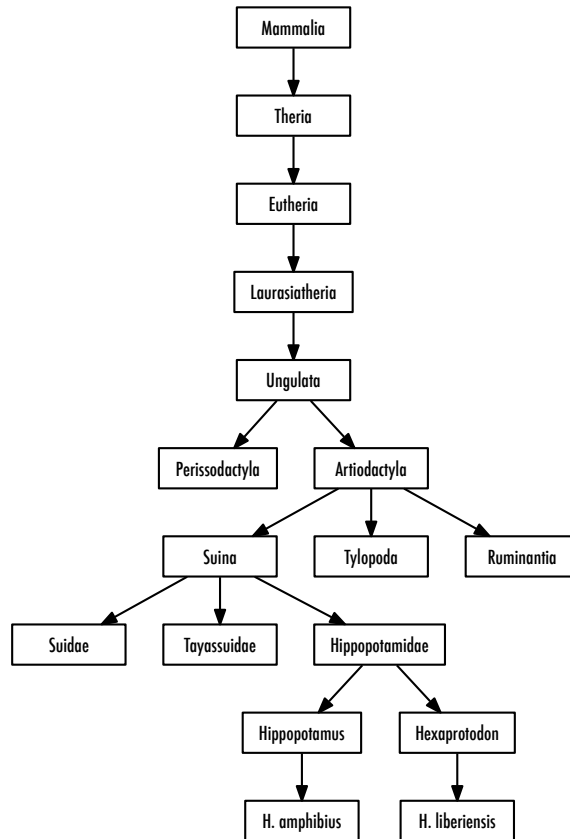 Mammalia
Theria
Eutheria
Laurasiatheria
Ungulata
Perissodactyla
Artiodactyla
Suina
Tylopoda
Ruminantia
Suidae
Tayassuidae
Hippopotamidae
Hippopotamus
Hexaprotodon
H. amphibius
H. liberiensis